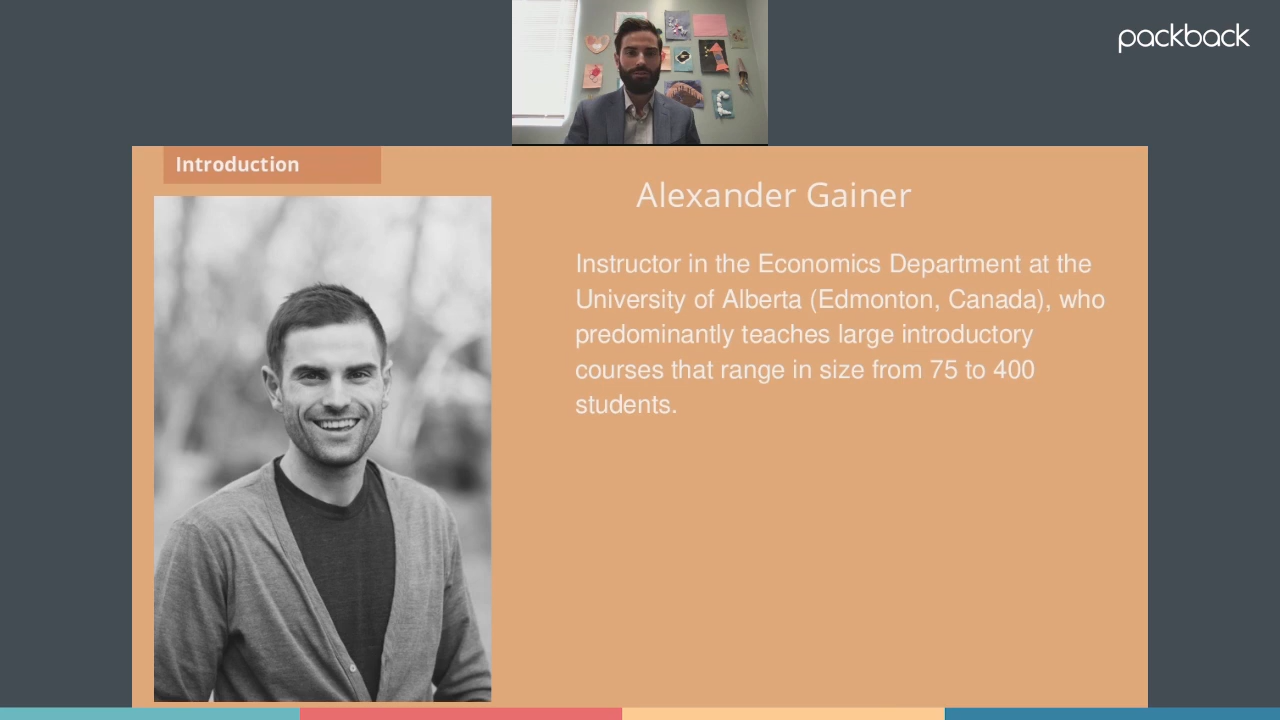 packback
Introduction
Alexander Gainer
Instructor in the Economics Department at the
University of Alberta (Edmonton, Canada), who
predominantly teaches large introductory
courses that range in size from 75 to 400
students.